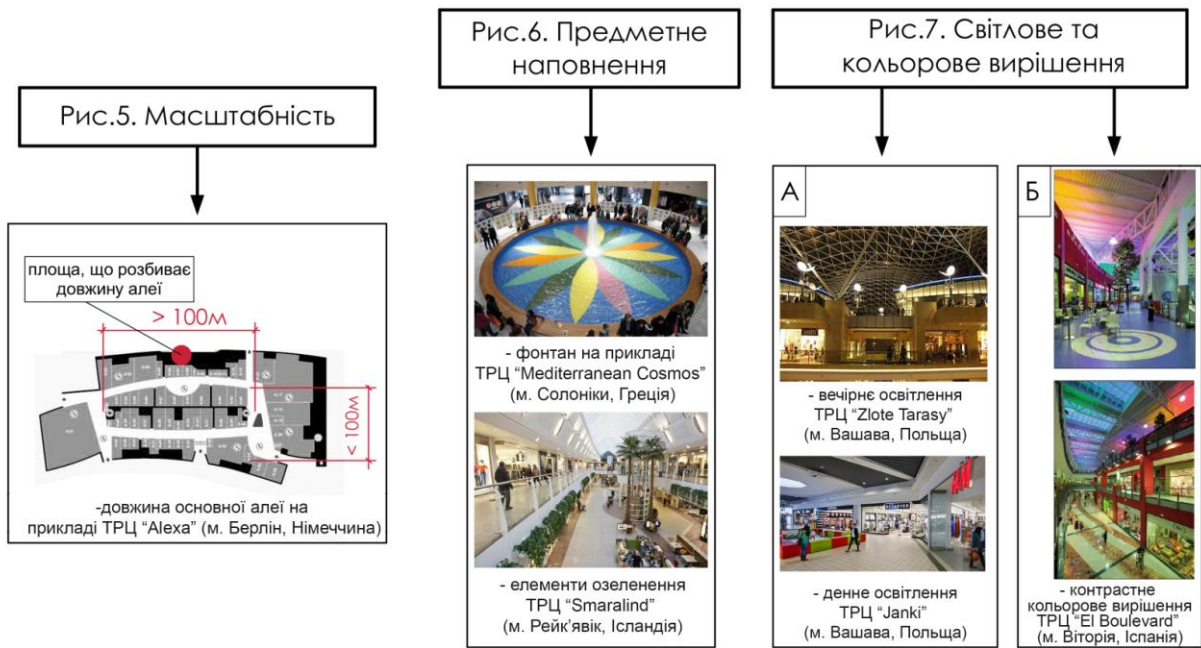 Рис.5. Масштабність
площа, що розбиває
довжину алеї
> 100м
< 100м
-довжина основної алеї на
прикладі ТРЦ “Alexa” (м. Берлін, Німеччина)
Рис.6. Предметне
наповнення
- фонтан на прикладі
ТРЦ “Mediterranean Cosmos”
(м. Солоніки, Греція)
- елементи озеленення
ТРЦ “Smaralind”
(м. Рейк’явік, Ісландія)
Рис.7. Світлове та
кольорове вирішення
А
- вечірнє освітлення
ТРЦ “Zlote Tarasy”
(м. Вашава, Польща)
H&M
RESERVED
- денне освітлення
ТРЦ “Janki”
(м. Вашава, Польща)
Б
- контрастне
кольорове вирішення
ТРЦ “El Boulevard”
(м. Віторія, Іспанія)